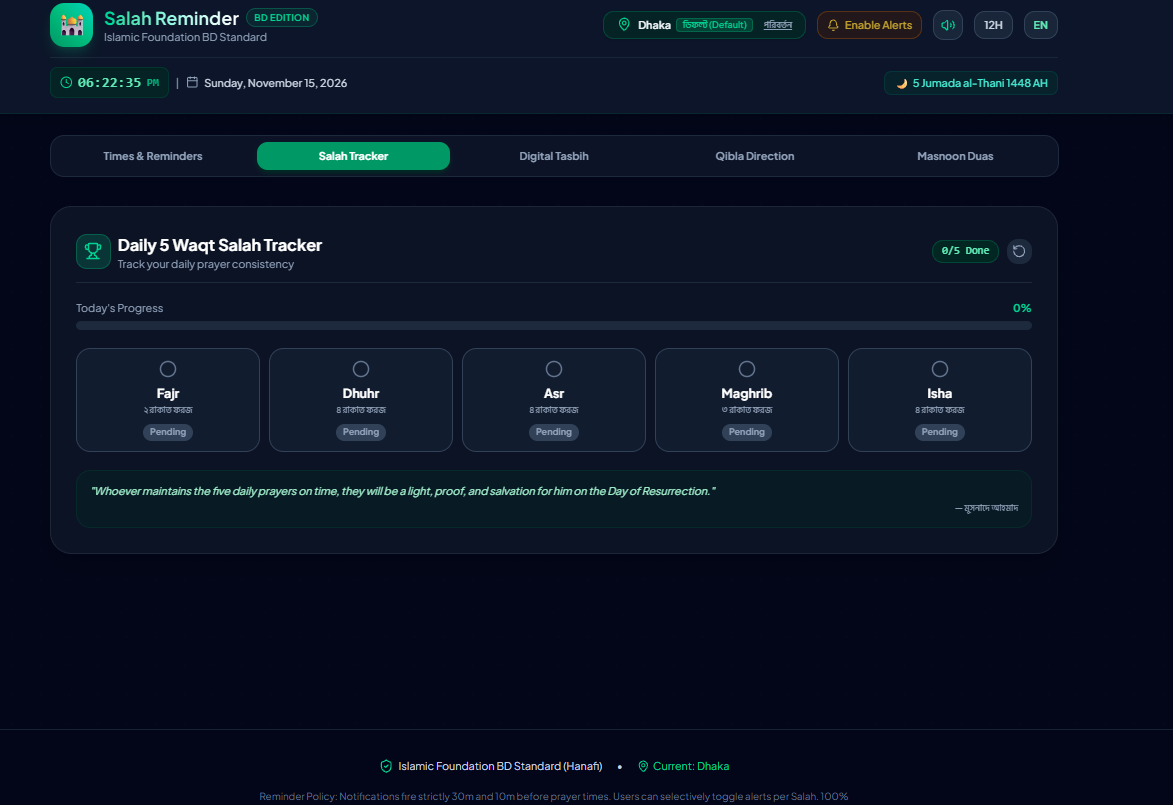 Salah Reminder BD EDITION
Islamic Foundation BD Standard
Dhaka ডিফল্ট (Default) পরিবর্তন
Enable Alerts
12H
EN
06:22:35 PM | Sunday, November 15, 2026
5 Jumada al-Thani 1448 AH
Times & Reminders
Salah Tracker
Digital Tasbih
Qibla Direction
Masnoon Duas
Daily 5 Waqt Salah Tracker
Track your daily prayer consistency
0/5 Done
Today's Progress
0%
Fajr
২ রাকাত ফরজ
Pending
Dhuhr
৪ রাকাত ফরজ
Pending
Asr
৪ রাকাত ফরজ
Pending
Maghrib
৩ রাকাত ফরজ
Pending
Isha
৪ রাকাত ফরজ
Pending
"Whoever maintains the five daily prayers on time, they will be a light, proof, and salvation for him on the Day of Resurrection."
— মুসনাদে আহমাদ
Islamic Foundation BD Standard (Hanafi) • Current: Dhaka
Reminder Policy: Notifications fire strictly 30m and 10m before prayer times. Users can selectively toggle alerts per Salah. 100%